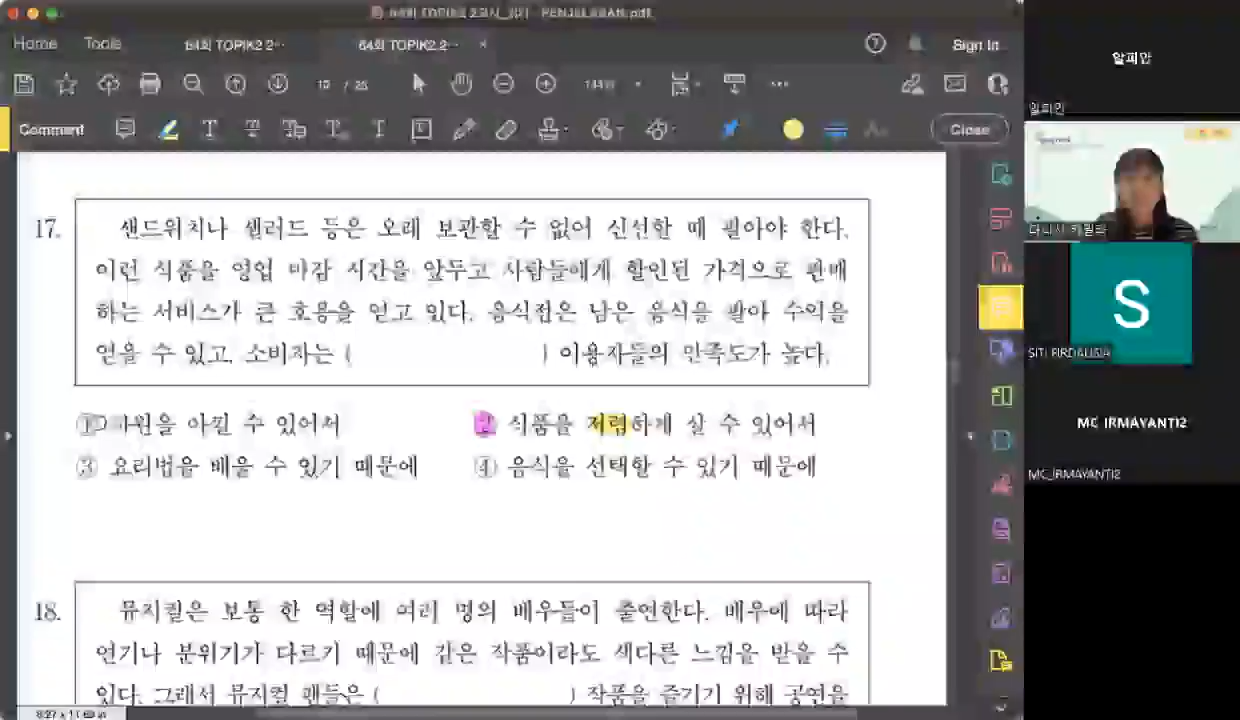 Home Tools 64회 TOPIK2 2… 64회 TOPIK2 2… × Sign In
Comment Close
17. 샌드위치나 샐러드 등은 오래 보관할 수 없어 신선할 때 팔아야 한다.
이런 식품을 영업 마감 시간을 앞두고 사람들에게 할인된 가격으로 판매
하는 서비스가 큰 호응을 얻고 있다. 음식점은 남은 음식을 팔아 수익을
얻을 수 있고, 소비자는 ( ) 이용자들의 만족도가 높다.
① 자원을 아낄 수 있어서 ② 식품을 저렴하게 살 수 있어서
③ 요리법을 배울 수 있기 때문에 ④ 음식을 선택할 수 있기 때문에
18. 뮤지컬은 보통 한 역할에 여러 명의 배우들이 출연한다. 배우에 따라
연기나 분위기가 다르기 때문에 같은 작품이라도 색다른 느낌을 받을 수
있다. 그래서 뮤지컬 팬들은 ( ) 작품을 즐기기 위해 공연을
알피안
알피안
S
SITI FIRDAUSIA
MC_IRMAYANTI2
MC_IRMAYANTI2